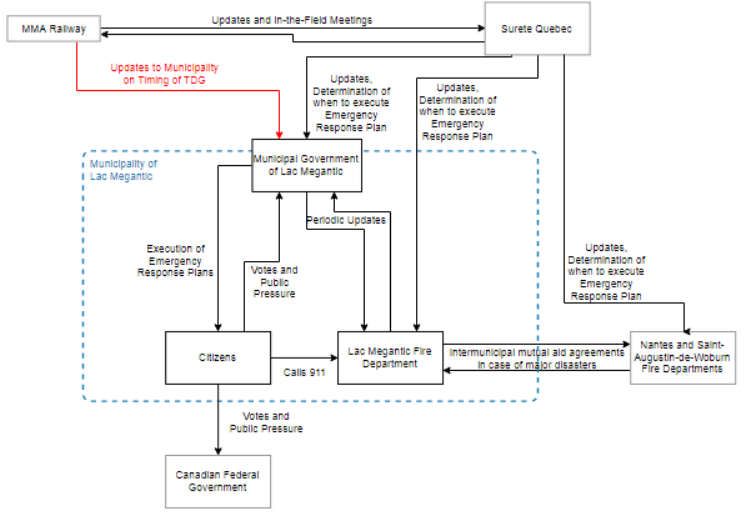 MMA Railway
Updates and In-the-Field Meetings
Surete Quebec
Updates to Municipality
on Timing of TDG
Updates,
Determination of
when to execute
Emergency
Response Plan
Updates,
Determination of
when to execute
Emergency
Response Plan
Municipality of
Lac Megantic
Municipal Government
of Lac Megantic
Periodic Updates
Execution of
Emergency
Response Plans
Votes and
Public
Pressure
Updates,
Determination of
when to execute
Emergency
Response Plan
Citizens
Calls 911
Lac Megantic Fire
Department
Intermunicipal mutual aid agreements
in case of major disasters
Nantes and Saint-
Augustin-de-Woburn
Fire Departments
Votes and
Public Pressure
Canadian Federal
Government